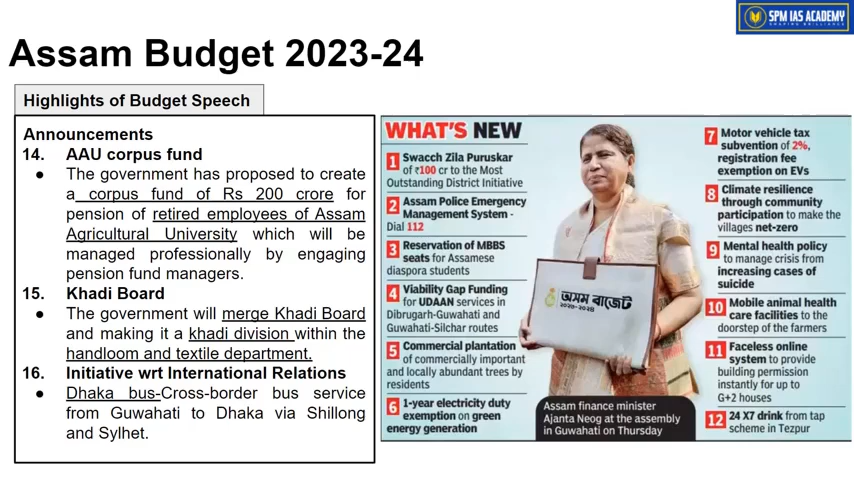 SPM IAS ACADEMY
SHAPING BRILLIANCE
Assam Budget 2023-24
Highlights of Budget Speech
Announcements
14. AAU corpus fund
● The government has proposed to create
a corpus fund of Rs 200 crore for
pension of retired employees of Assam
Agricultural University which will be
managed professionally by engaging
pension fund managers.
15. Khadi Board
● The government will merge Khadi Board
and making it a khadi division within the
handloom and textile department.
16. Initiative wrt International Relations
● Dhaka bus-Cross-border bus service
from Guwahati to Dhaka via Shillong
and Sylhet.
WHAT'S NEW
1 Swacch Zila Puruskar
of ₹100 cr to the Most
Outstanding District Initiative
2 Assam Police Emergency
Management System -
Dial 112
3 Reservation of MBBS
seats for Assamese
diaspora students
4 Viability Gap Funding
for UDAAN services in
Dibrugarh-Guwahati and
Guwahati-Silchar routes
5 Commercial plantation
of commercially important
and locally abundant trees by
residents
6 1-year electricity duty
exemption on green
energy generation
অসম বাজেট
২০২৩-২০২৪
Assam finance minister
Ajanta Neog at the assembly
in Guwahati on Thursday
7 Motor vehicle tax
subvention of 2%,
registration fee
exemption on EVs
8 Climate resilience
through community
participation to make the
villages net-zero
9 Mental health policy
to manage crisis from
increasing cases of
suicide
10 Mobile animal health
care facilities to the
doorstep of the farmers
11 Faceless online
system to provide
building permission
instantly for up to
G+2 houses
12 24 X7 drink from tap
scheme in Tezpur